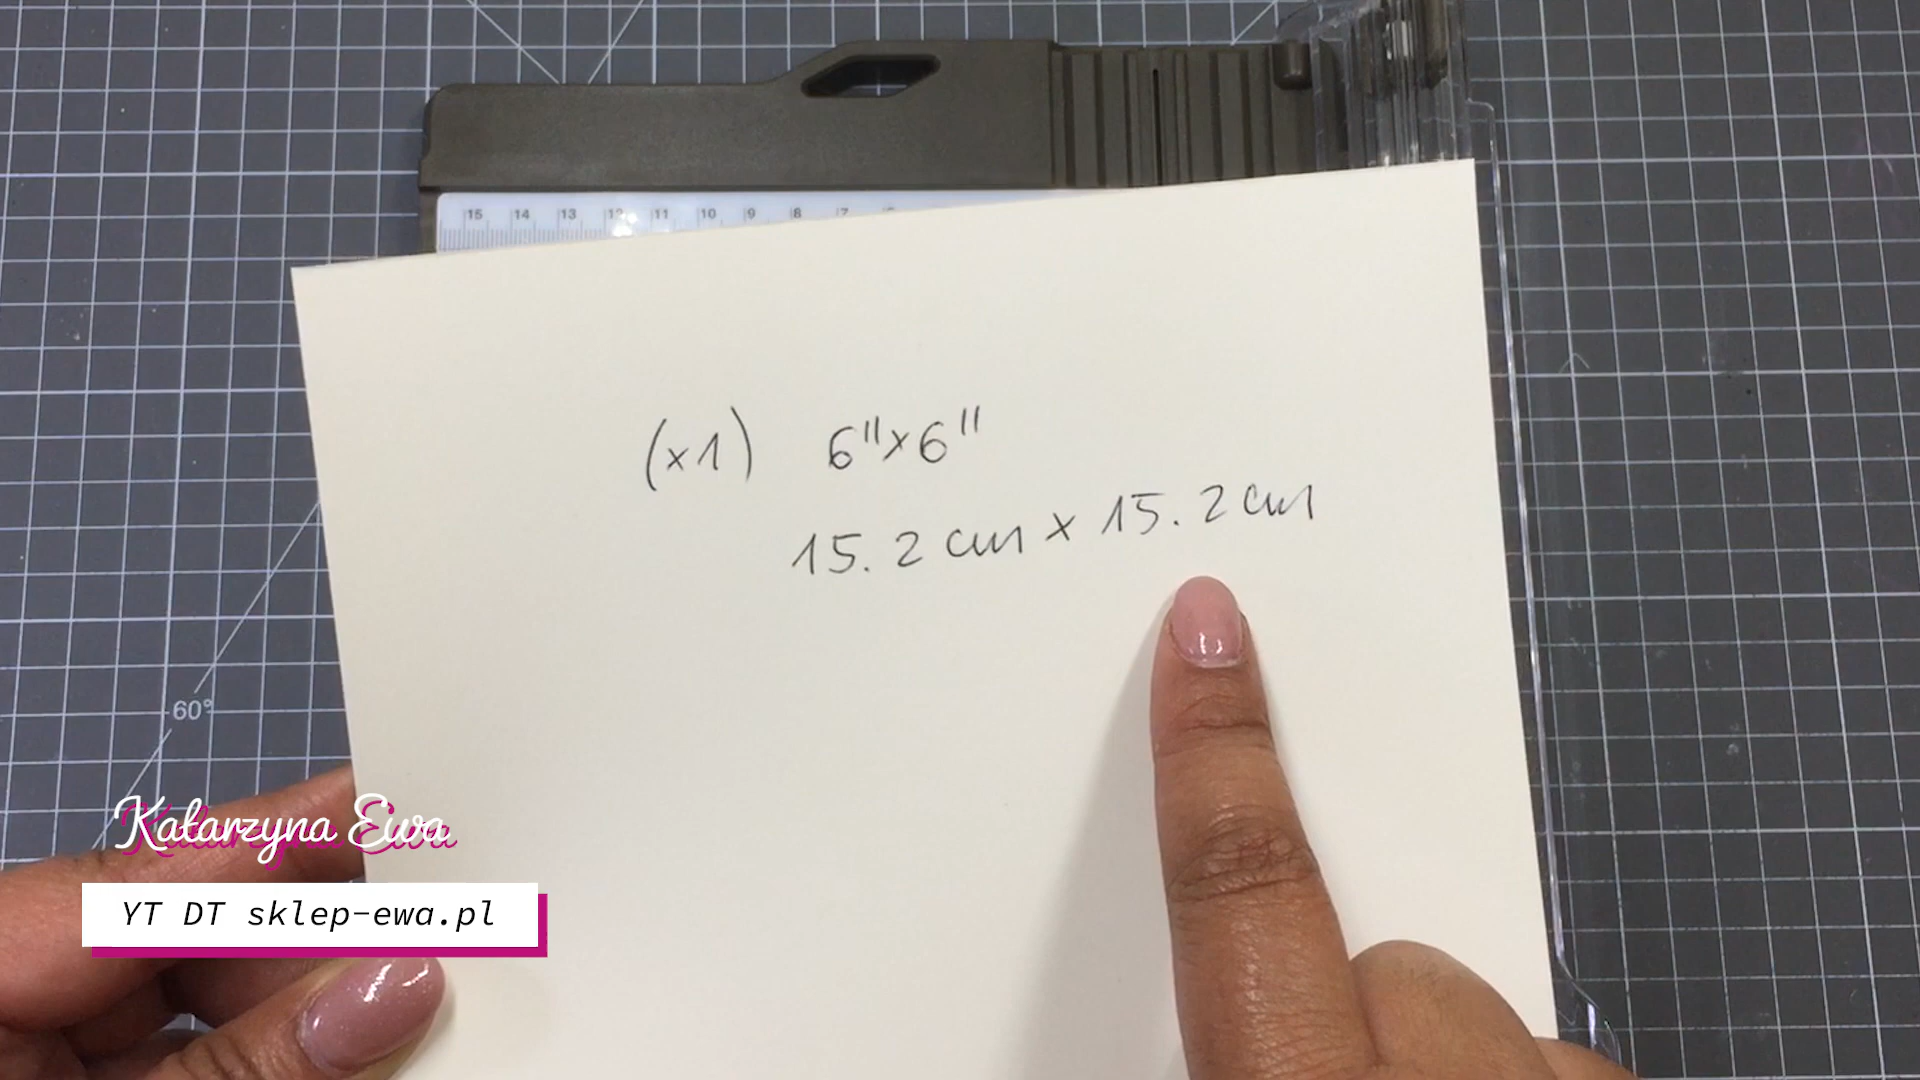 15 14 13 12 11 10 9 8 7
(x1) 6"x6"
15.2 cm x 15.2 cm
60°
Katarzyna Ewa
YT DT sklep-ewa.pl